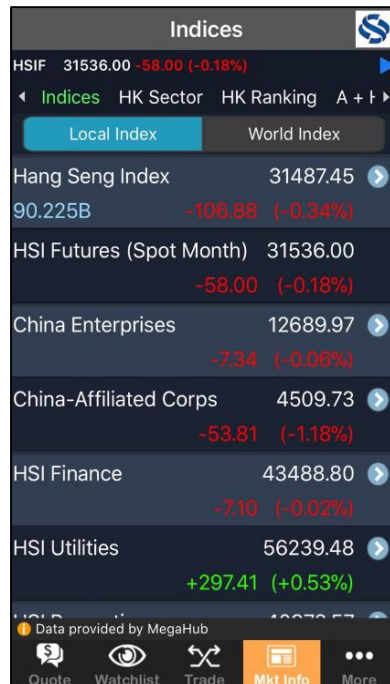 Indices
HSIF 31536.00 -58.00 (-0.18%)
Indices HK Sector HK Ranking A + H
Local Index World Index
Hang Seng Index 31487.45
90.225B -106.88 (-0.34%)
HSI Futures (Spot Month) 31536.00
-58.00 (-0.18%)
China Enterprises 12689.97
-7.34 (-0.06%)
China-Affiliated Corps 4509.73
-53.81 (-1.18%)
HSI Finance 43488.80
-7.10 (-0.02%)
HSI Utilities 56239.48
+297.41 (+0.53%)
Data provided by MegaHub
Quote Watchlist Trade Mkt Info More